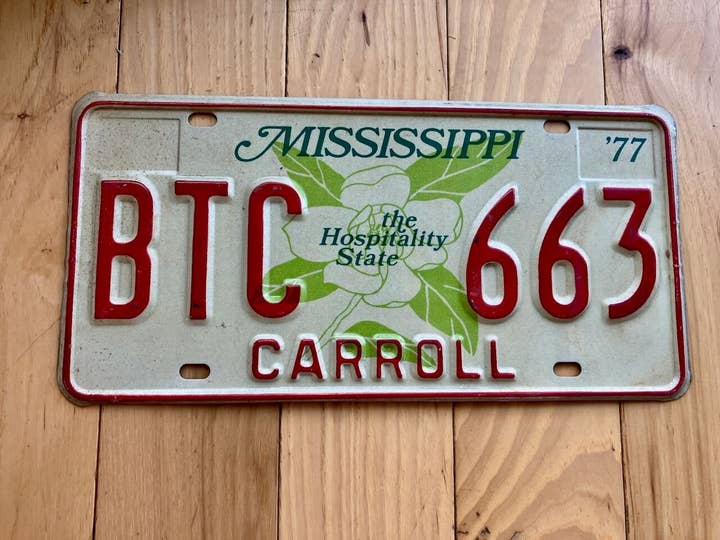 MISSISSIPPI '77
BTC 663
the
Hospitality
State
CARROLL